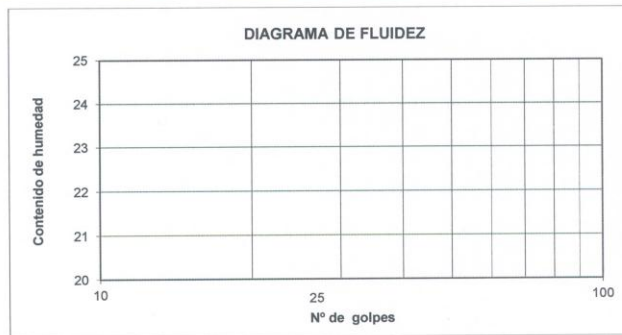 DIAGRAMA DE FLUIDEZ
25
24
23
22
21
20
Contenido de humedad
10 25 100
Nº de golpes